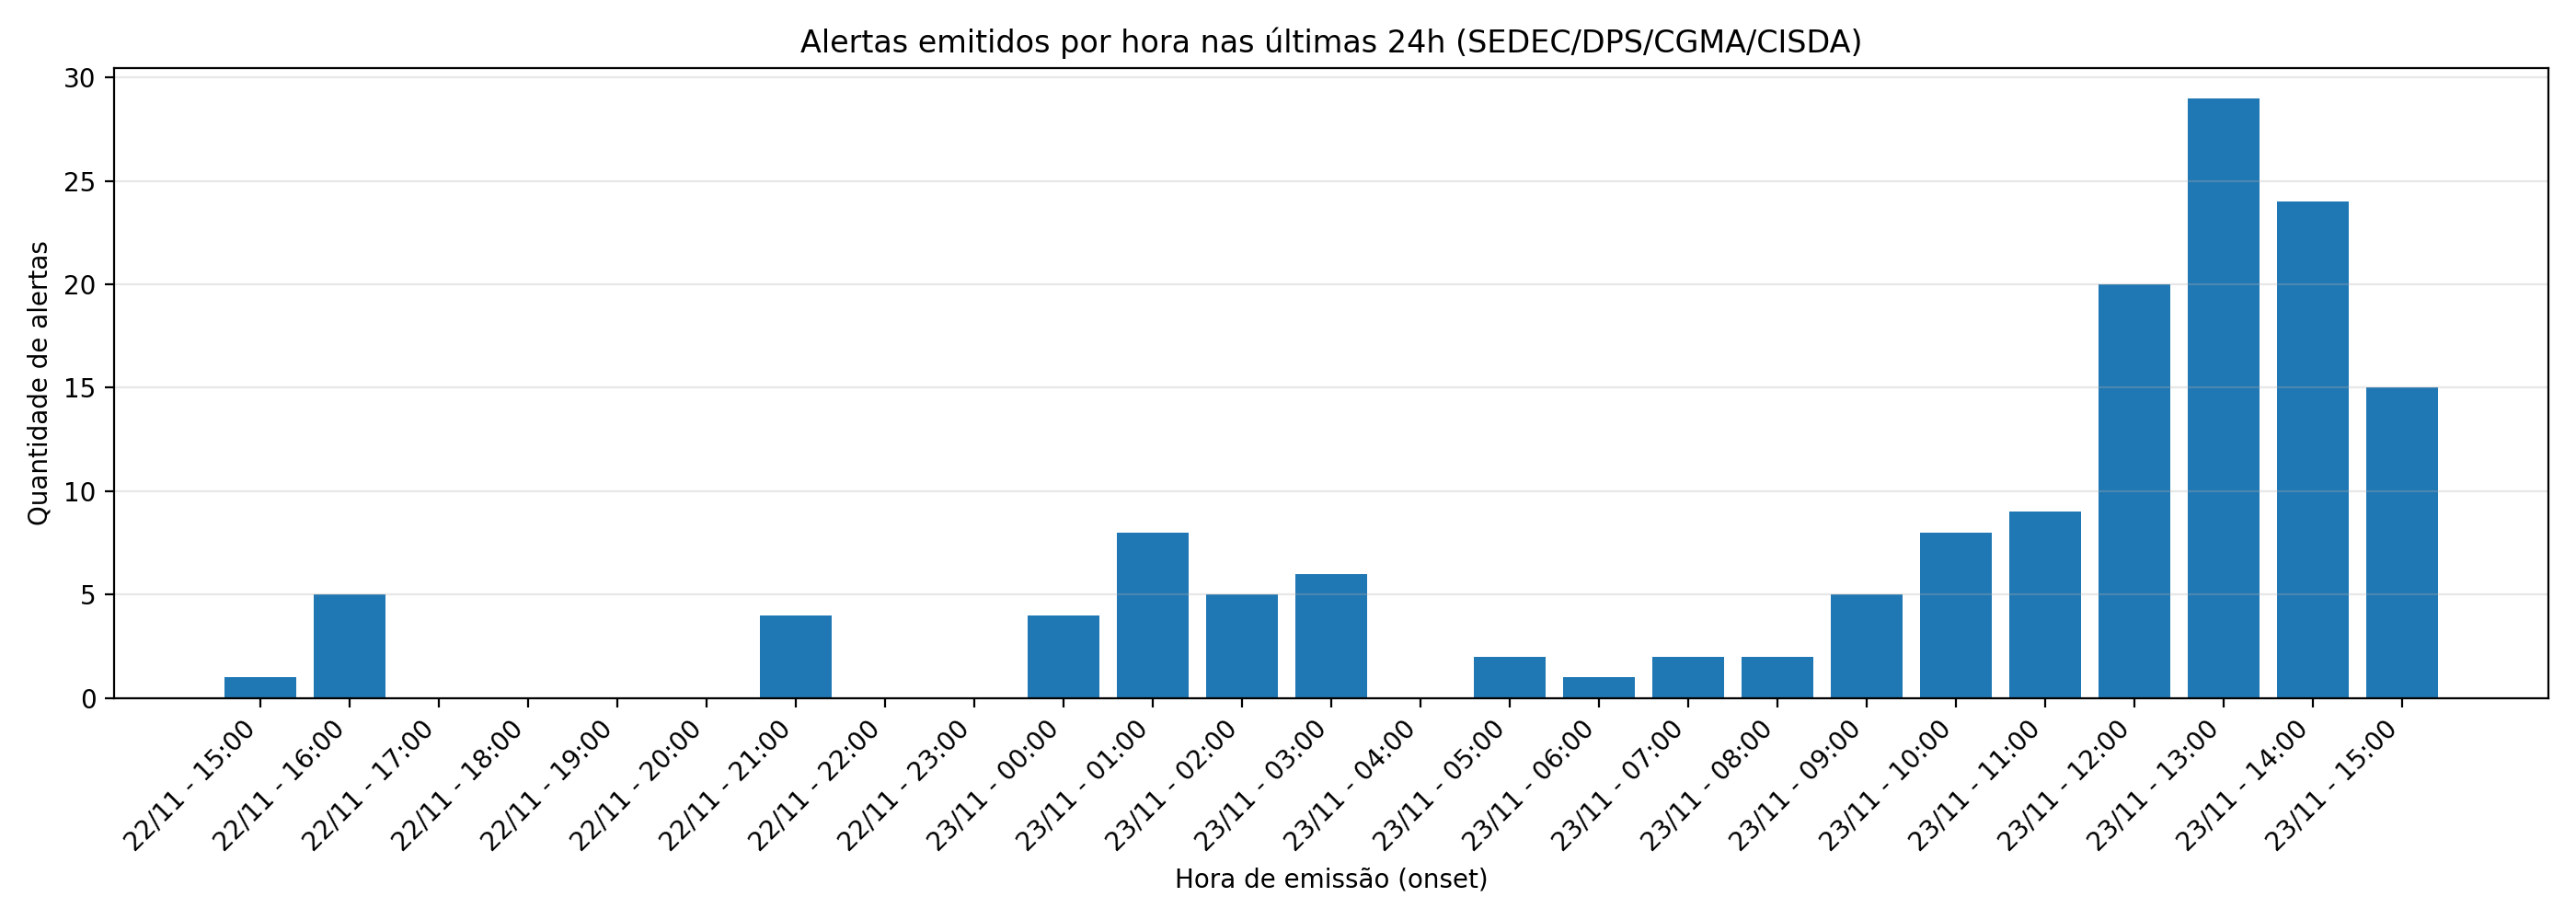 Alertas emitidos por hora nas últimas 24h (SEDEC/DPS/CGMA/CISDA)
Quantidade de alertas
30
25
20
15
10
5
0
22/11 - 15:00
22/11 - 16:00
22/11 - 17:00
22/11 - 18:00
22/11 - 19:00
22/11 - 20:00
22/11 - 21:00
22/11 - 22:00
22/11 - 23:00
23/11 - 00:00
23/11 - 01:00
23/11 - 02:00
23/11 - 03:00
23/11 - 04:00
23/11 - 05:00
23/11 - 06:00
23/11 - 07:00
23/11 - 08:00
23/11 - 09:00
23/11 - 10:00
23/11 - 11:00
23/11 - 12:00
23/11 - 13:00
23/11 - 14:00
23/11 - 15:00
Hora de emissão (onset)